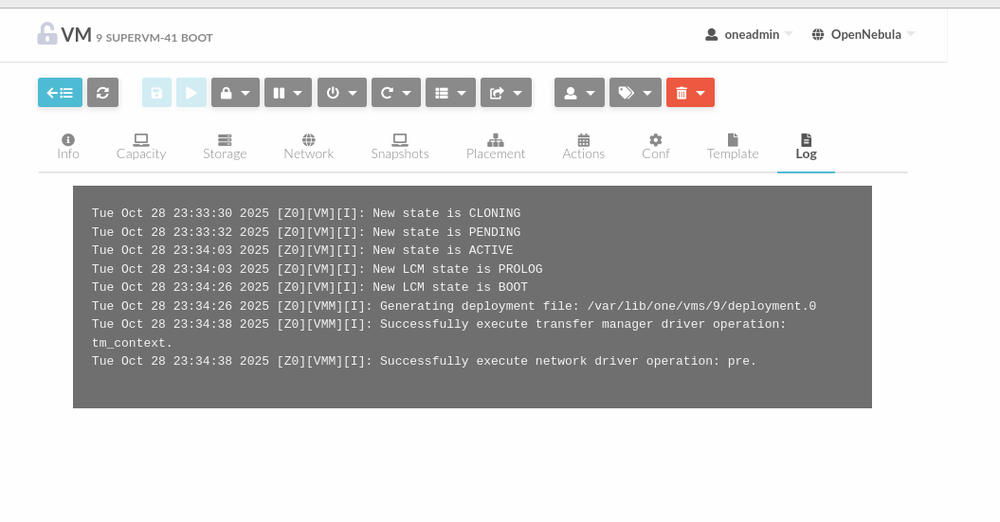 VM 9 SUPERVM-41 BOOT
oneadmin
OpenNebula
Info
Capacity
Storage
Network
Snapshots
Placement
Actions
Conf
Template
Log
Tue Oct 28 23:33:30 2025 [Z0][VM][I]: New state is CLONING
Tue Oct 28 23:33:32 2025 [Z0][VM][I]: New state is PENDING
Tue Oct 28 23:34:03 2025 [Z0][VM][I]: New state is ACTIVE
Tue Oct 28 23:34:03 2025 [Z0][VM][I]: New LCM state is PROLOG
Tue Oct 28 23:34:26 2025 [Z0][VM][I]: New LCM state is BOOT
Tue Oct 28 23:34:26 2025 [Z0][VMM][I]: Generating deployment file: /var/lib/one/vms/9/deployment.0
Tue Oct 28 23:34:38 2025 [Z0][VMM][I]: Successfully execute transfer manager driver operation:
tm_context.
Tue Oct 28 23:34:38 2025 [Z0][VMM][I]: Successfully execute network driver operation: pre.